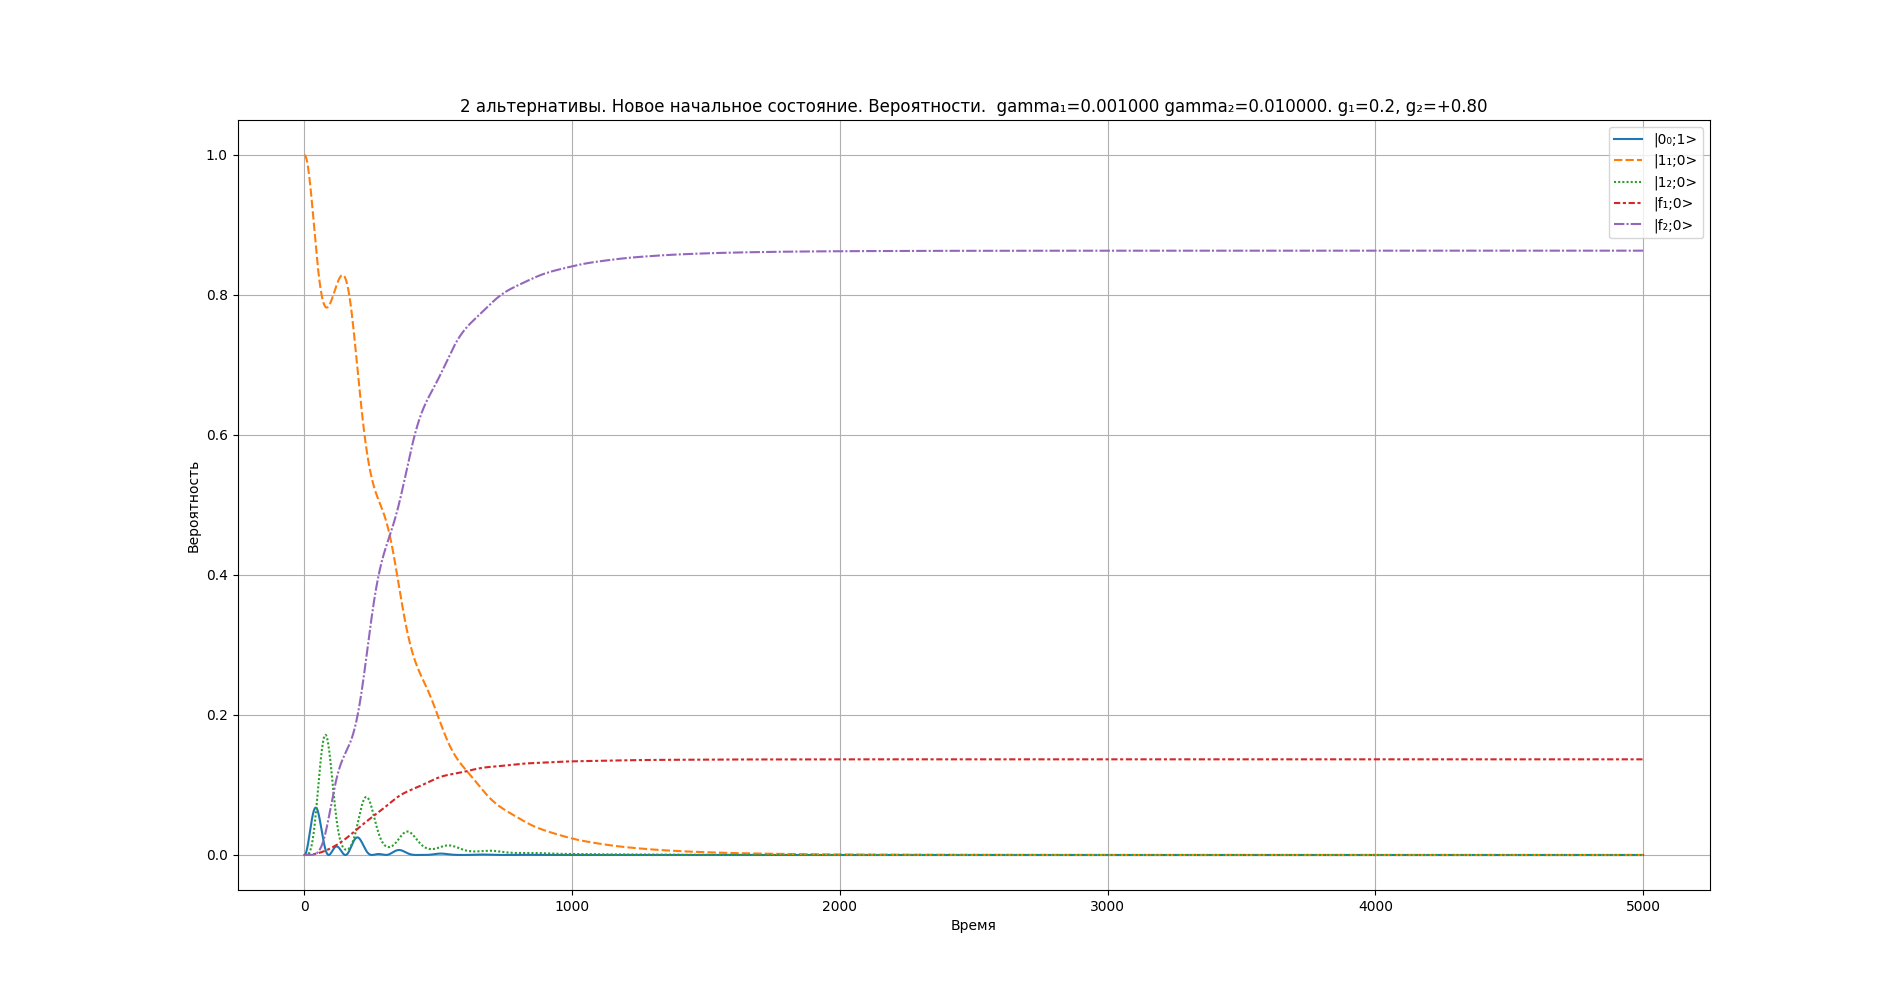 2 альтернативы. Новое начальное состояние. Вероятности.  gamma₁=0.001000 gamma₂=0.010000. g₁=0.2, g₂=+0.80
|0₀;1>
|1₁;0>
|1₂;0>
|f₁;0>
|f₂;0>
Вероятность
1.0
0.8
0.6
0.4
0.2
0.0
0 1000 2000 3000 4000 5000
Время